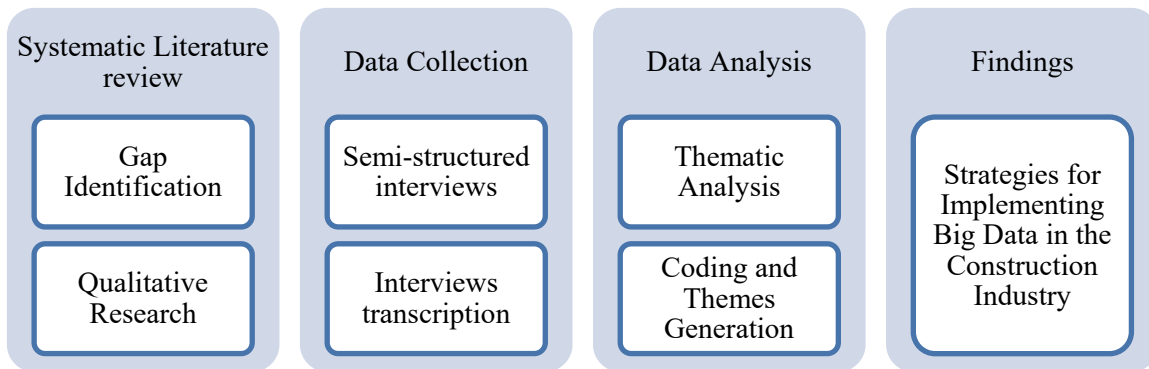 Systematic Literature
review
Gap
Identification
Qualitative
Research
Data Collection
Semi-structured
interviews
Interviews
transcription
Data Analysis
Thematic
Analysis
Coding and
Themes
Generation
Findings
Strategies for
Implementing
Big Data in the
Construction
Industry